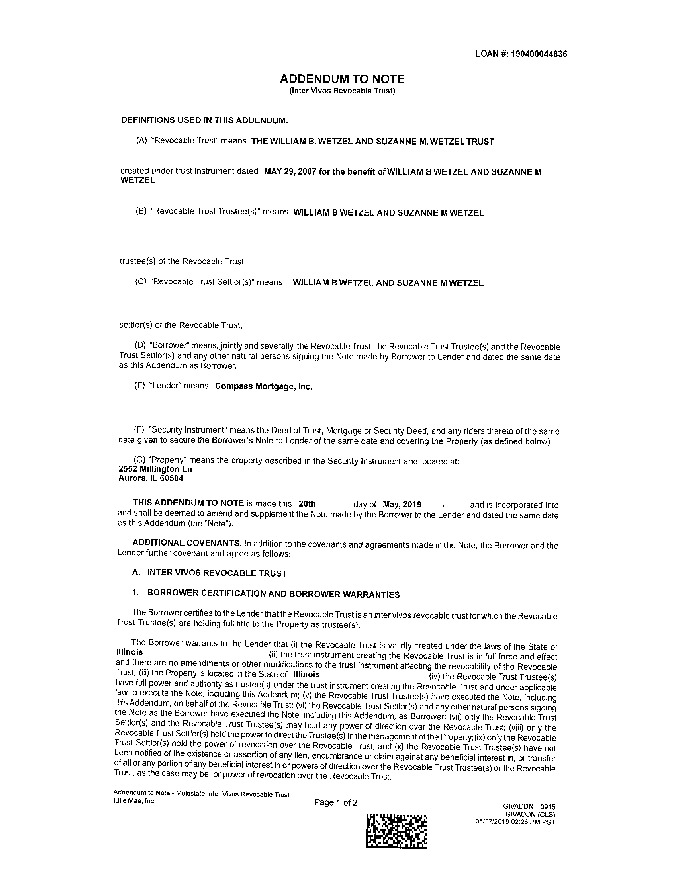 LOAN #: 190400044836
ADDENDUM TO NOTE
(Inter Vivos Revocable Trust)
DEFINITIONS USED IN THIS ADDENDUM.
(A) "Revocable Trust" means THE WILLIAM B. WETZEL AND SUZANNE M. WETZEL TRUST
created under trust instrument dated MAY 29, 2007 for the benefit of WILLIAM B WETZEL AND SUZANNE M
WETZEL
(B) "Revocable Trust Trustee(s)" means WILLIAM B WETZEL AND SUZANNE M WETZEL
trustee(s) of the Revocable Trust
(C) "Revocable Trust Settlor(s)" means WILLIAM B WETZEL AND SUZANNE M WETZEL
settlor(s) of the Revocable Trust,
(D) "Borrower" means, jointly and severally, the Revocable Trust, the Revocable Trust Trustee(s) and the Revocable
Trust Settlor(s) and any other natural persons signing the Note made by Borrower to Lender and dated the same date
as this Addendum as Borrower.
(E) "Lender" means Compass Mortgage, Inc.
(F) "Security Instrument" means the Deed of Trust, Mortgage or Security Deed, and any riders thereto of the same
date given to secure the Borrower's Note to Lender of the same date and covering the Property (as defined below)
(G) "Property" means the property described in the Security Instrument and located at:
2552 Millington Ln
Aurora, IL 60504
THIS ADDENDUM TO NOTE is made this 20th day of May, 2019 , and is incorporated into
and shall be deemed to amend and supplement the Note made by the Borrower to the Lender and dated the same date
as this Addendum (the "Note").
ADDITIONAL COVENANTS. In addition to the covenants and agreements made in the Note, the Borrower and the
Lender further covenant and agree as follows:
A. INTER VIVOS REVOCABLE TRUST
1. BORROWER CERTIFICATION AND BORROWER WARRANTIES
The Borrower certifies to the Lender that the Revocable Trust is an inter vivos revocable trust for which the Revocable
Trust Trustee(s) are holding full title to the Property as trustee(s).
The Borrower warrants to the Lender that (i) the Revocable Trust is validly created under the laws of the State of
Illinois (ii) the trust instrument creating the Revocable Trust is in full force and effect
and there are no amendments or other modifications to the trust instrument affecting the revocability of the Revocable
Trust; (iii) the Property is located in the State of Illinois (iv) the Revocable Trust Trustee(s)
have full power and authority as trustee(s) under the trust instrument creating the Revocable Trust and under applicable
law to execute the Note, including this Addendum; (v) the Revocable Trust Trustee(s) have executed the Note, including
this Addendum, on behalf of the Revocable Trust; (vi) the Revocable Trust Settlor(s) and any other natural persons signing
the Note as the Borrower have executed the Note, including this Addendum, as Borrower; (vii) only the Revocable Trust
Settlor(s) and the Revocable Trust Trustee(s) may hold any power of direction over the Revocable Trust; (viii) only the
Revocable Trust Settlor(s) hold the power to direct the Trustee(s) in the management of the Property; (ix) only the Revocable
Trust Settlor(s) hold the power of revocation over the Revocable Trust; and (x) the Revocable Trust Trustee(s) have not
been notified of the existence or assertion of any lien, encumbrance or claim against any beneficial interest in, or transfer
of all or any portion of any beneficial interest in or powers of direction over the Revocable Trust Trustee(s) or the Revocable
Trust, as the case may be, or power of revocation over the Revocable Trust.
Addendum to Note - Multistate Inter Vivos Revocable Trust
Ellie Mae, Inc.
Page 1 of 2
GIVADON 0915
GIVADON (CLS)
02:26 PM PST